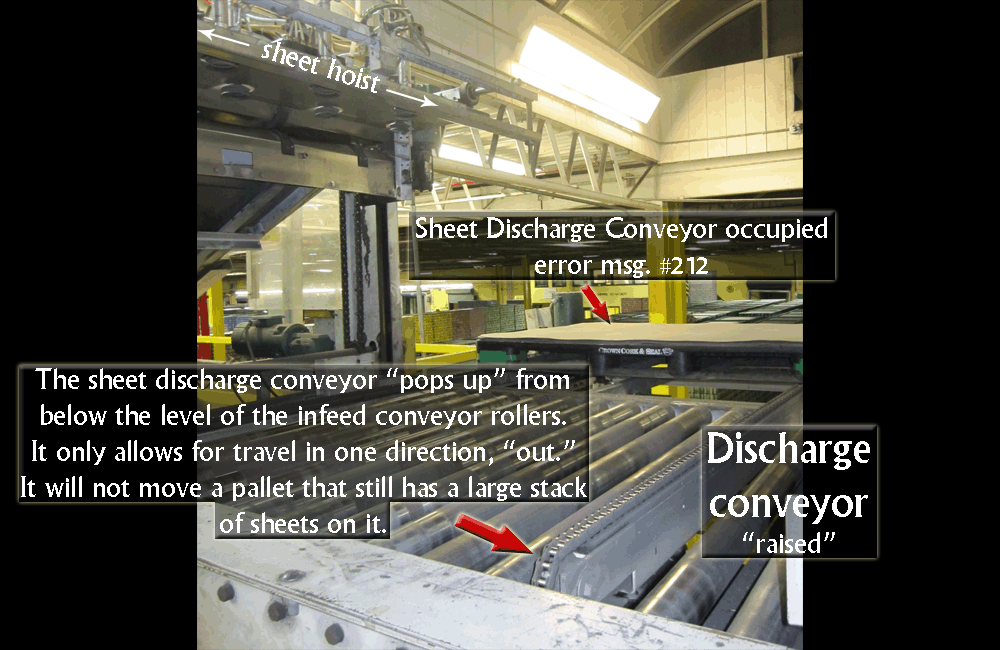 sheet hoist
Sheet Discharge Conveyor occupied
error msg. #212
CROWN CORK & SEAL
The sheet discharge conveyor “pops up” from
below the level of the infeed conveyor rollers.
It only allows for travel in one direction, “out.”
It will not move a pallet that still has a large stack
of sheets on it.
Discharge
conveyor
“raised”